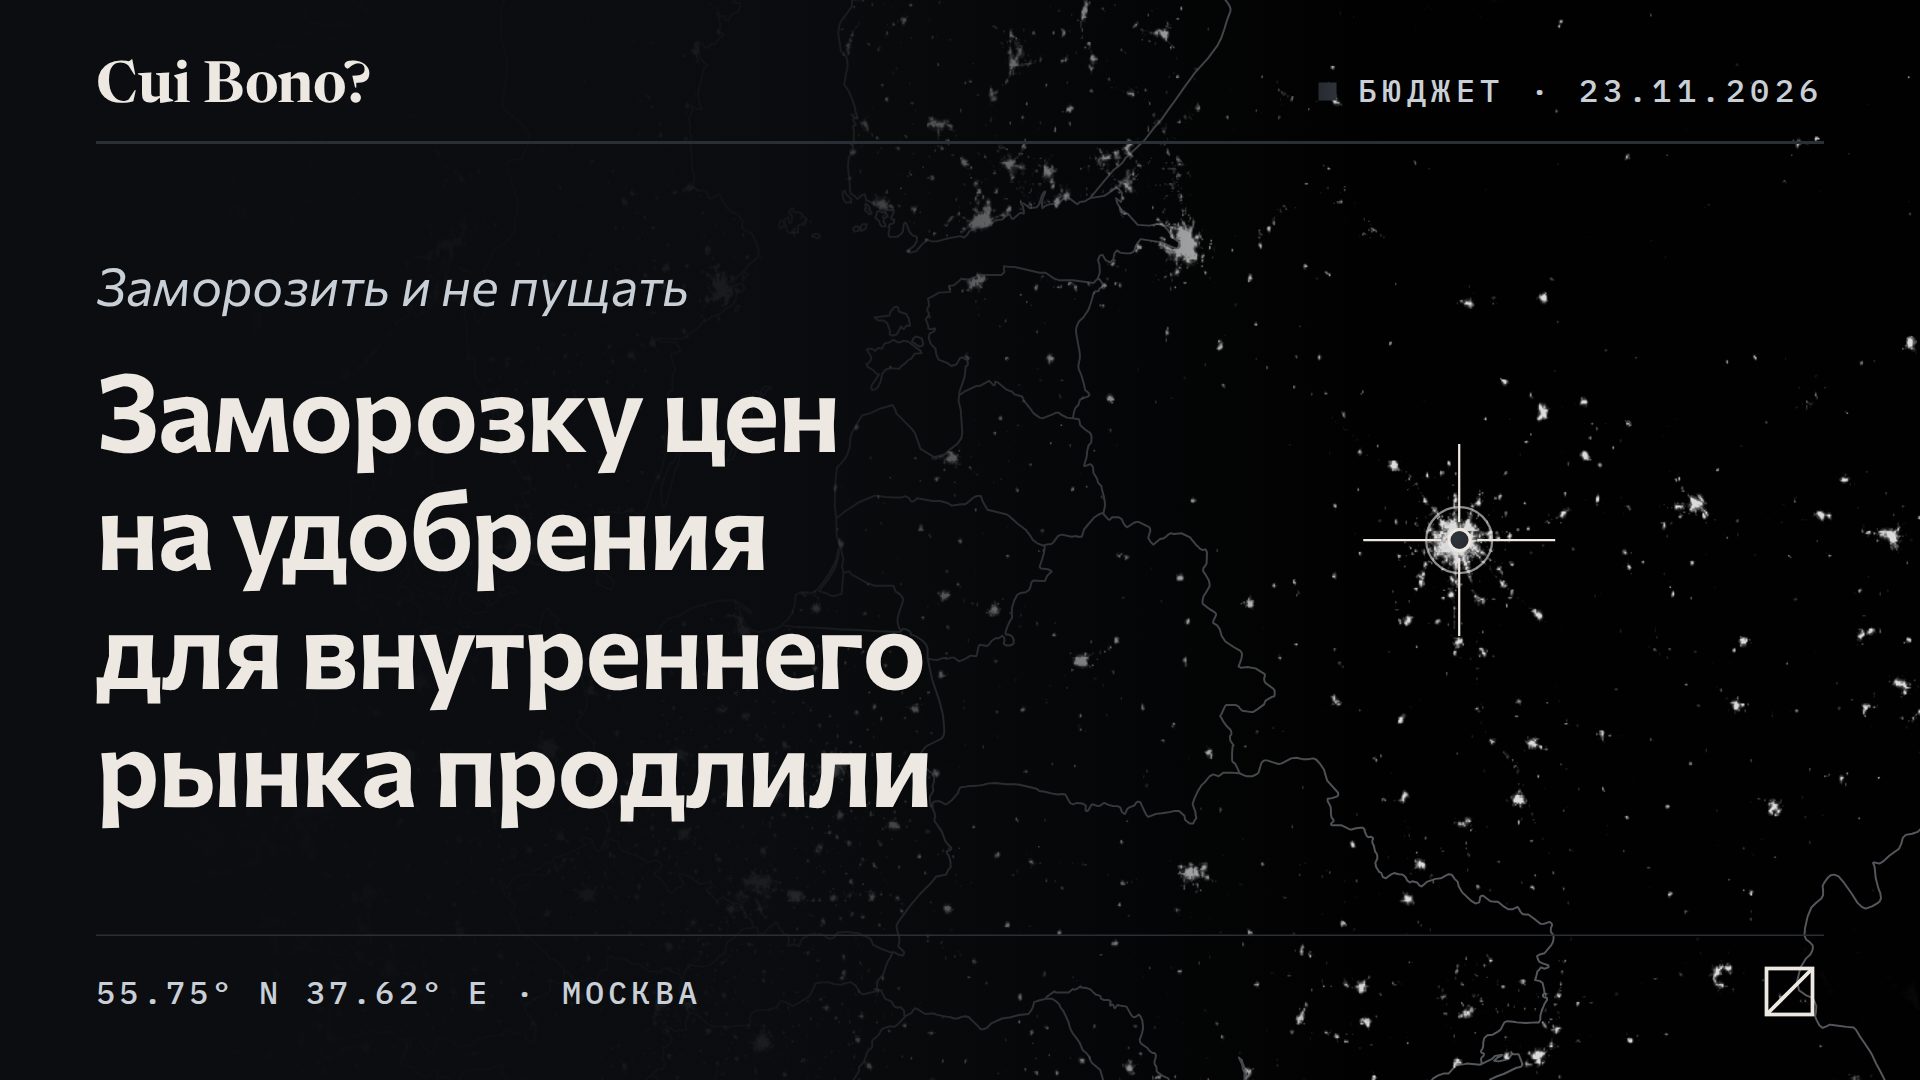 Cui Bono?
БЮДЖЕТ · 23.11.2026
Заморозить и не пущать
Заморозку цен
на удобрения
для внутреннего
рынка продлили
55.75° N 37.62° E · МОСКВА